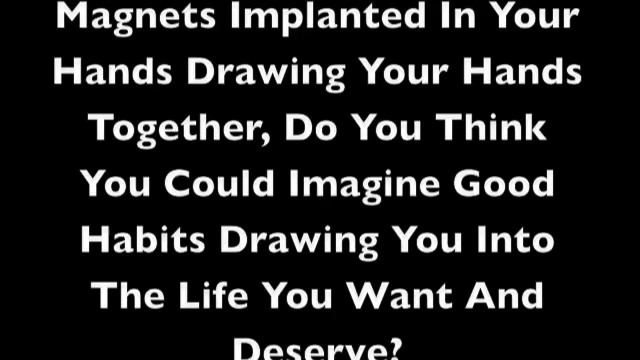 Magnets Implanted In Your
Hands Drawing Your Hands
Together, Do You Think
You Could Imagine Good
Habits Drawing You Into
The Life You Want And
Deserve?